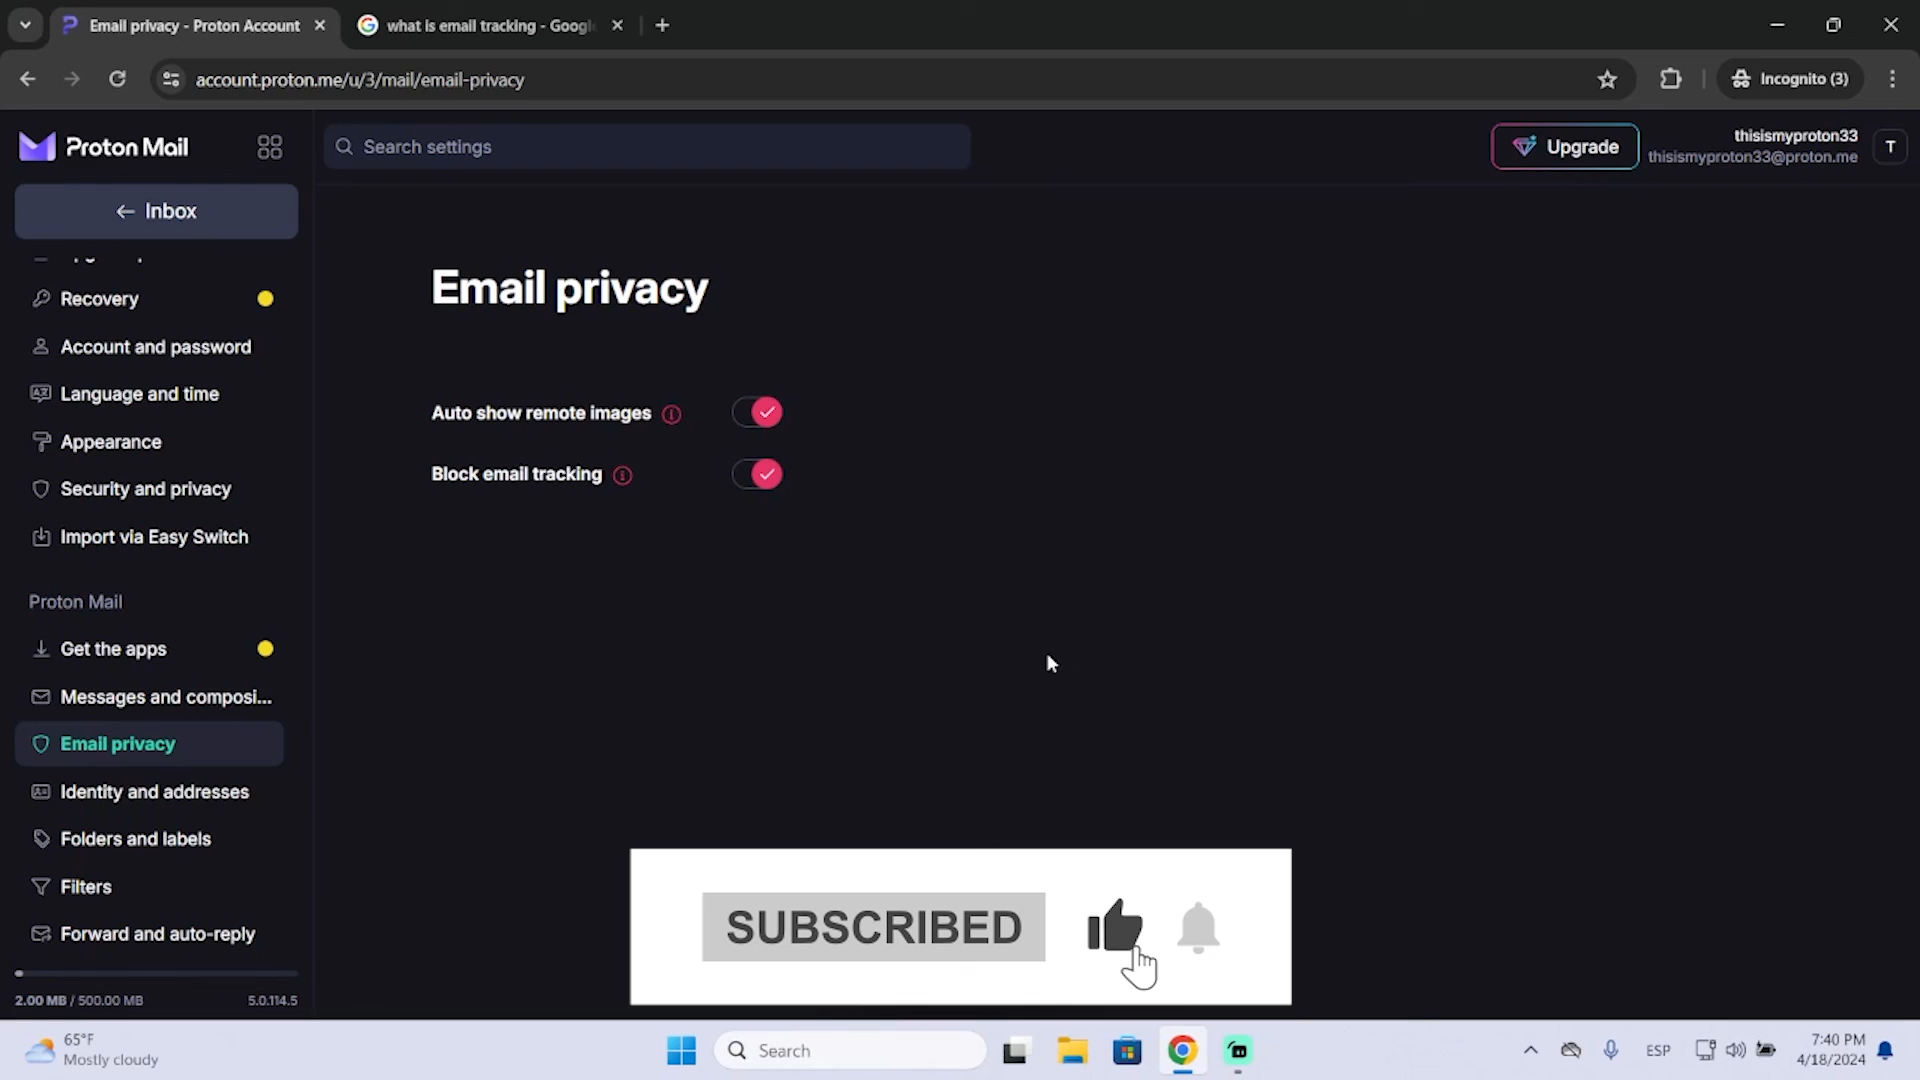 Email privacy - Proton Account
what is email tracking - Google
account.proton.me/u/3/mail/email-privacy
Incognito (3)
Proton Mail
Search settings
Upgrade
thisismyproton33
thisismyproton33@proton.me
T
Inbox
Recovery
Account and password
Language and time
Appearance
Security and privacy
Import via Easy Switch
Proton Mail
Get the apps
Messages and composi...
Email privacy
Identity and addresses
Folders and labels
Filters
Forward and auto-reply
2.00 MB / 500.00 MB
5.0.114.5
Email privacy
Auto show remote images
Block email tracking
SUBSCRIBED
65°F
Mostly cloudy
Search
ESP
7:40 PM
4/18/2024